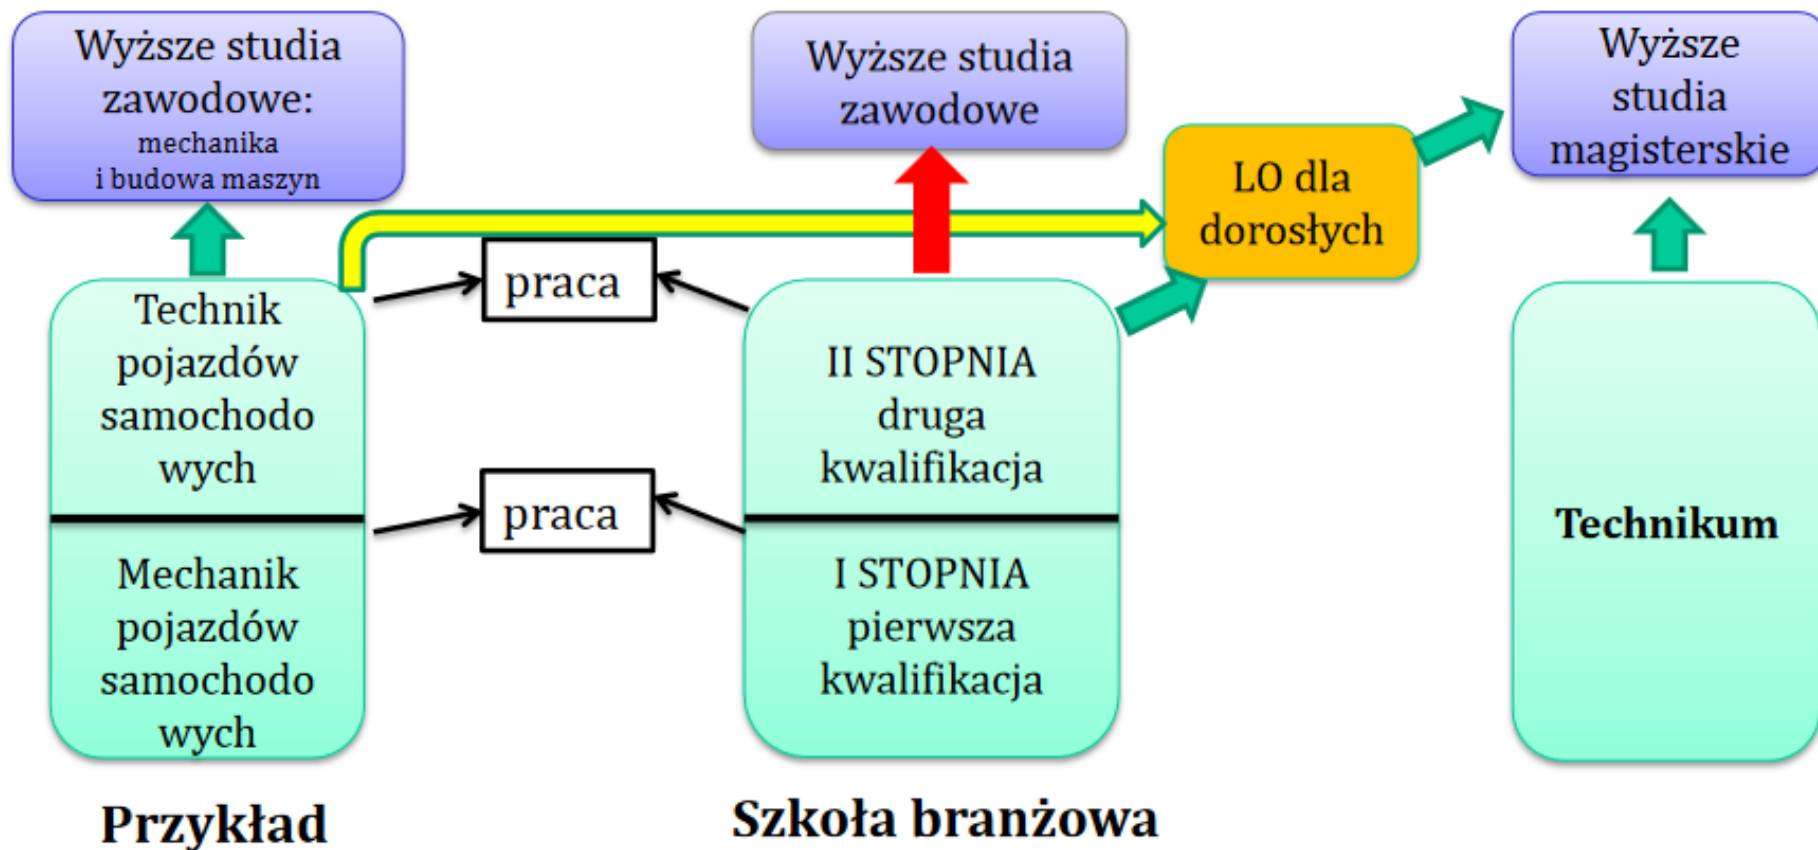 Wyższe studia
zawodowe:
mechanika
i budowa maszyn
Wyższe studia
zawodowe
Wyższe
studia
magisterskie
LO dla
dorosłych
praca
Technik
pojazdów
samochodo
wych
II STOPNIA
druga
kwalifikacja
praca
Technikum
Mechanik
pojazdów
samochodo
wych
I STOPNIA
pierwsza
kwalifikacja
Przykład
Szkoła branżowa